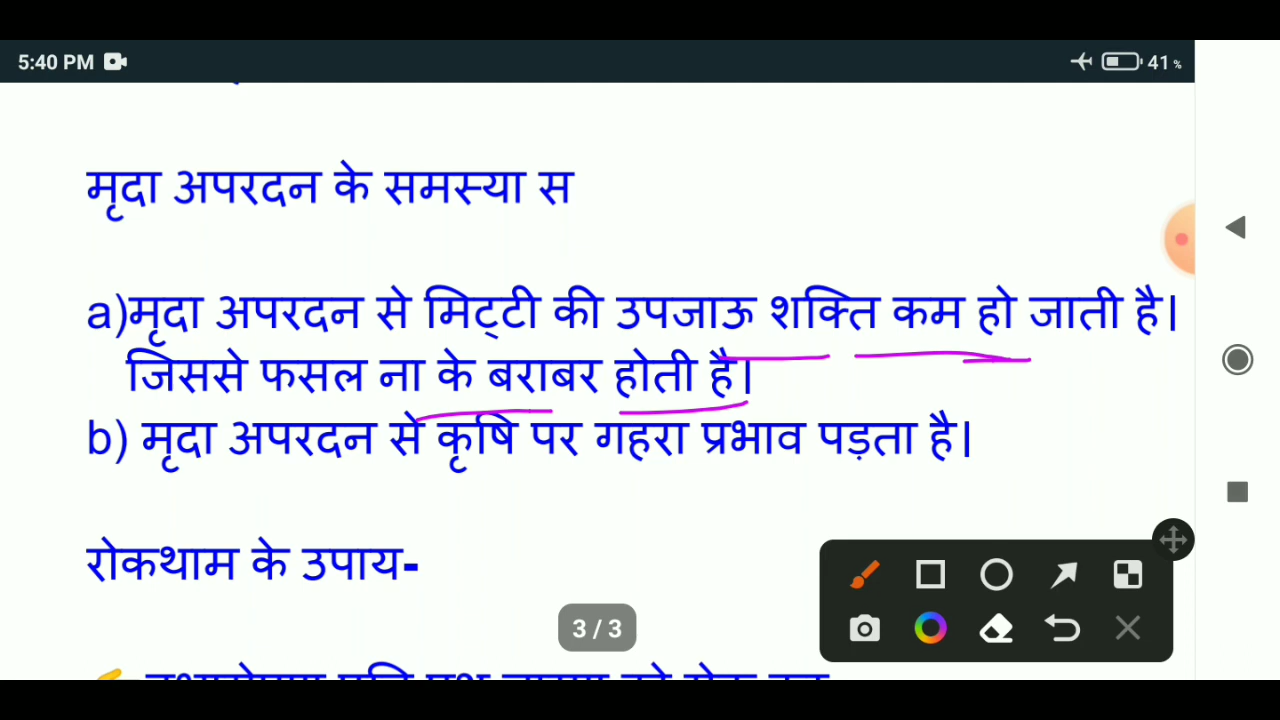 5:40 PM
41%
मृदा अपरदन के समस्या स
a)मृदा अपरदन से मिट्टी की उपजाऊ शक्ति कम हो जाती है।
जिससे फसल ना के बराबर होती है।
b) मृदा अपरदन से कृषि पर गहरा प्रभाव पड़ता है।
रोकथाम के उपाय-
3/3